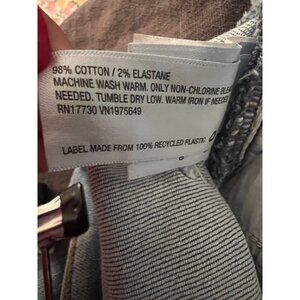 98% COTTON / 2% ELASTANE
MACHINE WASH WARM. ONLY NON-CHLORINE
NEEDED. TUMBLE DRY LOW. WARM IRON IF NEEDED
RN17730 VN1975649
LABEL MADE FROM 100% RECYCLED PLASTIC